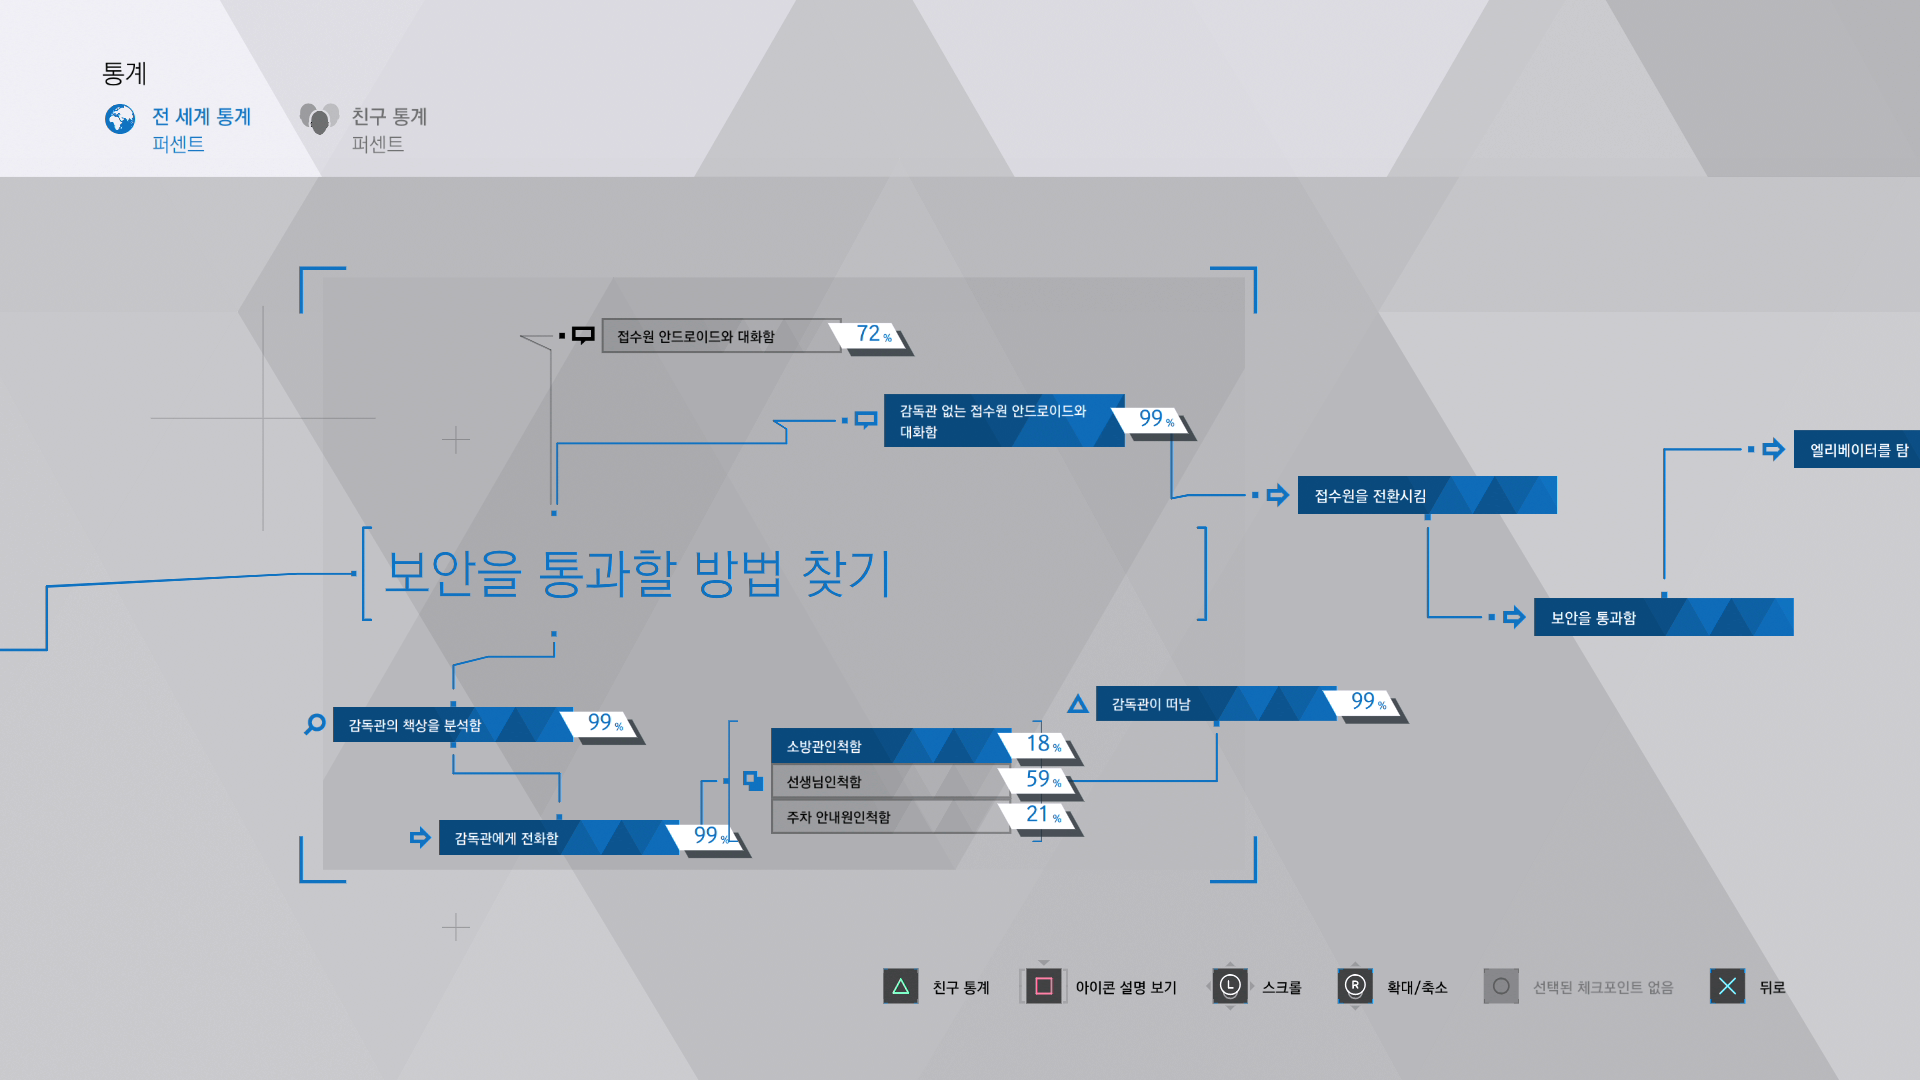 통계
전 세계 통계
퍼센트
친구 통계
퍼센트
접수원 안드로이드와 대화함
72 %
감독관 없는 접수원 안드로이드와
대화함
99 %
엘리베이터를 탐
접수원을 전환시킴
보안을 통과할 방법 찾기
보안을 통과함
감독관의 책상을 분석함
99 %
감독관이 떠남
99 %
소방관인척함
18 %
선생님인척함
59 %
주차 안내원인척함
21 %
감독관에게 전화함
99 %
친구 통계
아이콘 설명 보기
L
스크롤
R
확대/축소
선택된 체크포인트 없음
뒤로